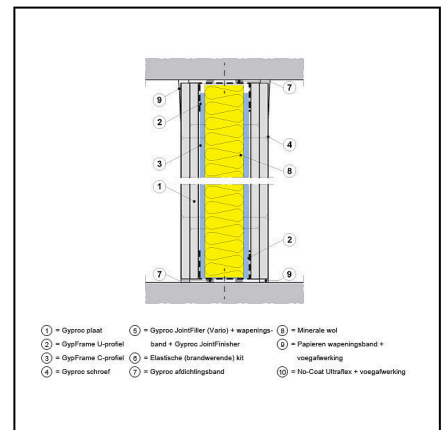 7
9
2
4
3
8
1
2
7
9
1 = Gyproc plaat
2 = GypFrame U-profiel
3 = GypFrame C-profiel
4 = Gyproc schroef
5 = Gyproc JointFiller (Vario) + wapenings-
band + Gyproc JointFinisher
6 = Elastische (brandwerende) kit
7 = Gyproc afdichtingsband
8 = Minerale wol
9 = Papieren wapeningsband +
voegafwerking
10 = No-Coat Ultraflex + voegafwerking